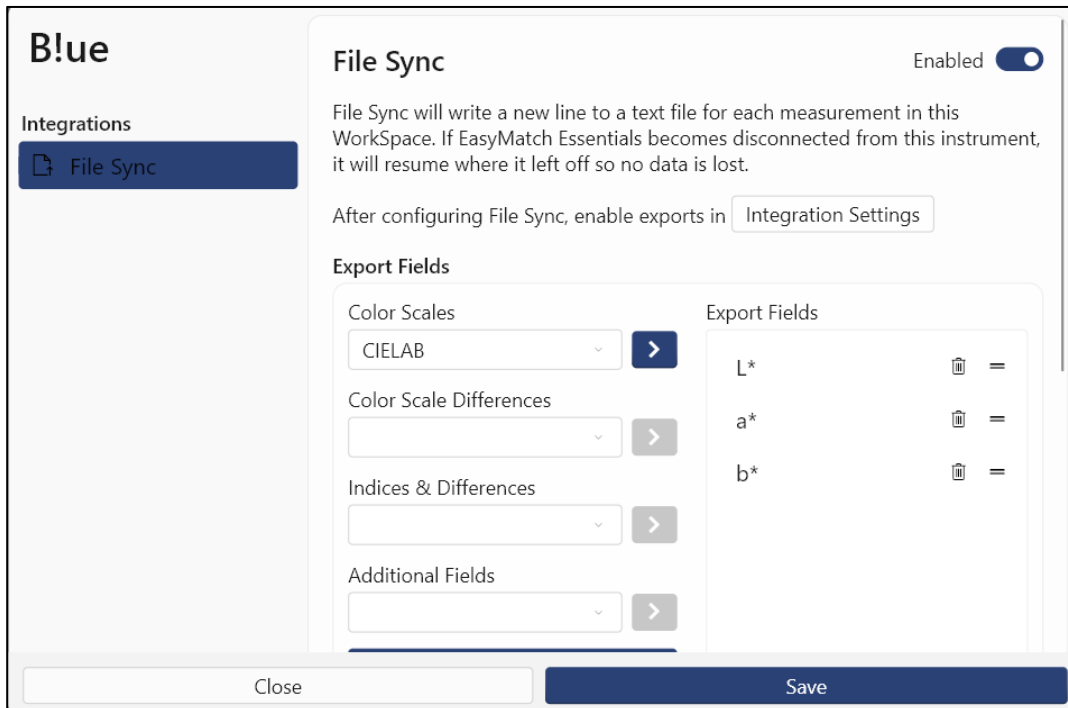 B!ue
Integrations
File Sync
File Sync
Enabled
File Sync will write a new line to a text file for each measurement in this
WorkSpace. If EasyMatch Essentials becomes disconnected from this instrument,
it will resume where it left off so no data is lost.
After configuring File Sync, enable exports in Integration Settings
Export Fields
Color Scales
CIELAB
Color Scale Differences
Indices & Differences
Additional Fields
Export Fields
L*
a*
b*
Close
Save